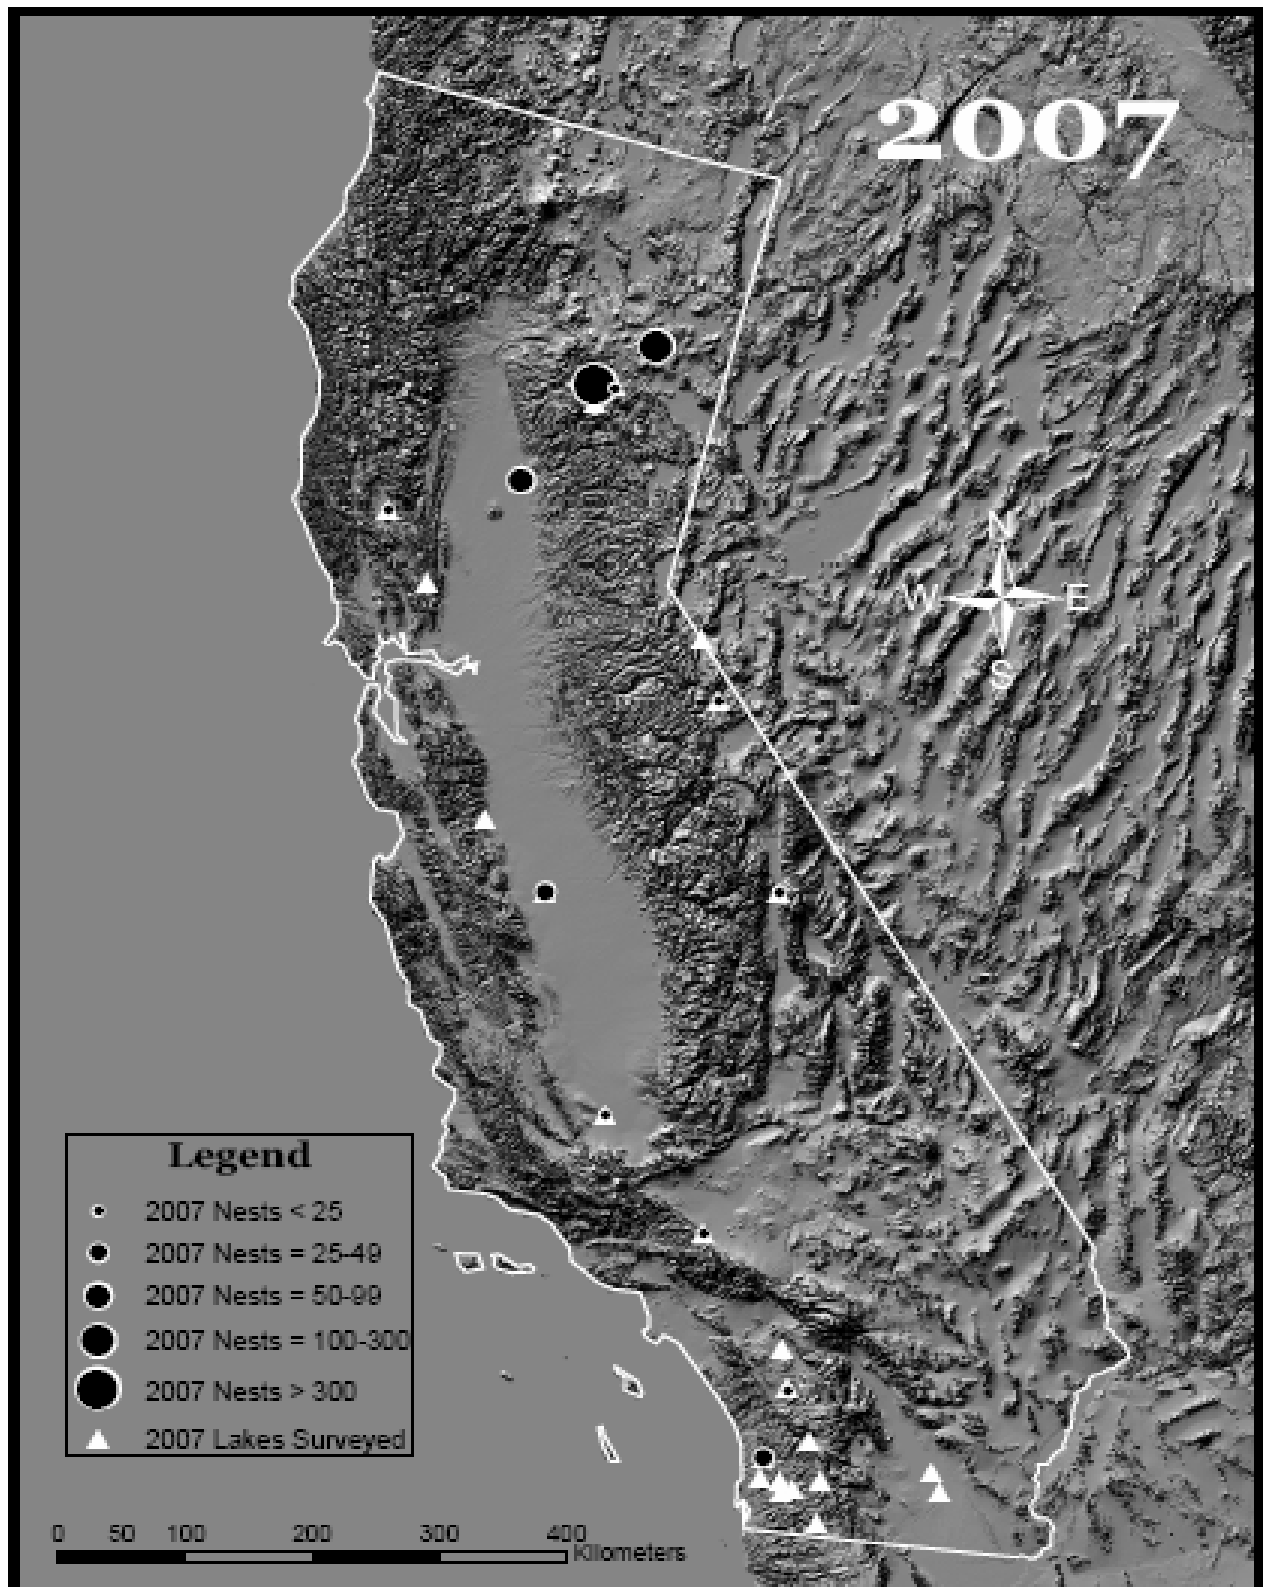 2007
N
W E
S
Legend
2007 Nests < 25
2007 Nests = 25-49
2007 Nests = 50-99
2007 Nests = 100-300
2007 Nests > 300
2007 Lakes Surveyed
0 50 100 200 300 400
Kilometers